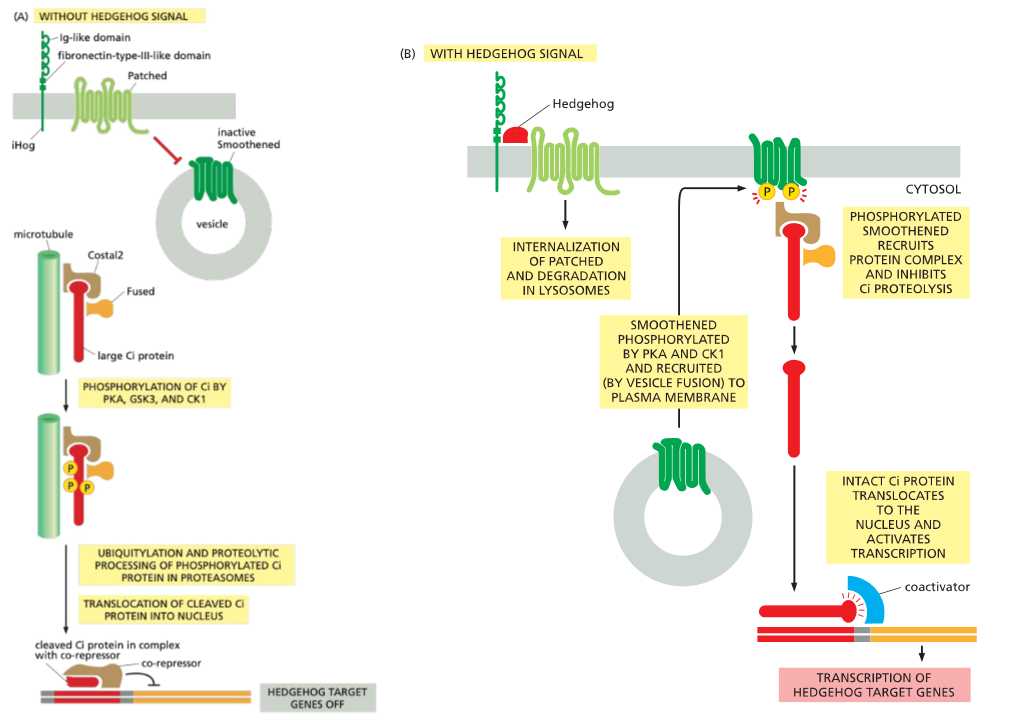 (A) WITHOUT HEDGEHOG SIGNAL
Ig-like domain
fibronectin-type-III-like domain
Patched
iHog
inactive
Smoothened
vesicle
microtubule
Costal2
Fused
large Ci protein
PHOSPHORYLATION OF Ci BY
PKA, GSK3, AND CK1
P
P
P
UBIQUITYLATION AND PROTEOLYTIC
PROCESSING OF PHOSPHORYLATED Ci
PROTEIN IN PROTEASOMES
TRANSLOCATION OF CLEAVED Ci
PROTEIN INTO NUCLEUS
cleaved Ci protein in complex
with co-repressor
co-repressor
HEDGEHOG TARGET
GENES OFF
(B) WITH HEDGEHOG SIGNAL
Hedgehog
P P
CYTOSOL
INTERNALIZATION
OF PATCHED
AND DEGRADATION
IN LYSOSOMES
PHOSPHORYLATED
SMOOTHENED
RECRUITS
PROTEIN COMPLEX
AND INHIBITS
Ci PROTEOLYSIS
SMOOTHENED
PHOSPHORYLATED
BY PKA AND CK1
AND RECRUITED
(BY VESICLE FUSION) TO
PLASMA MEMBRANE
INTACT Ci PROTEIN
TRANSLOCATES
TO THE
NUCLEUS AND
ACTIVATES
TRANSCRIPTION
coactivator
TRANSCRIPTION OF
HEDGEHOG TARGET GENES